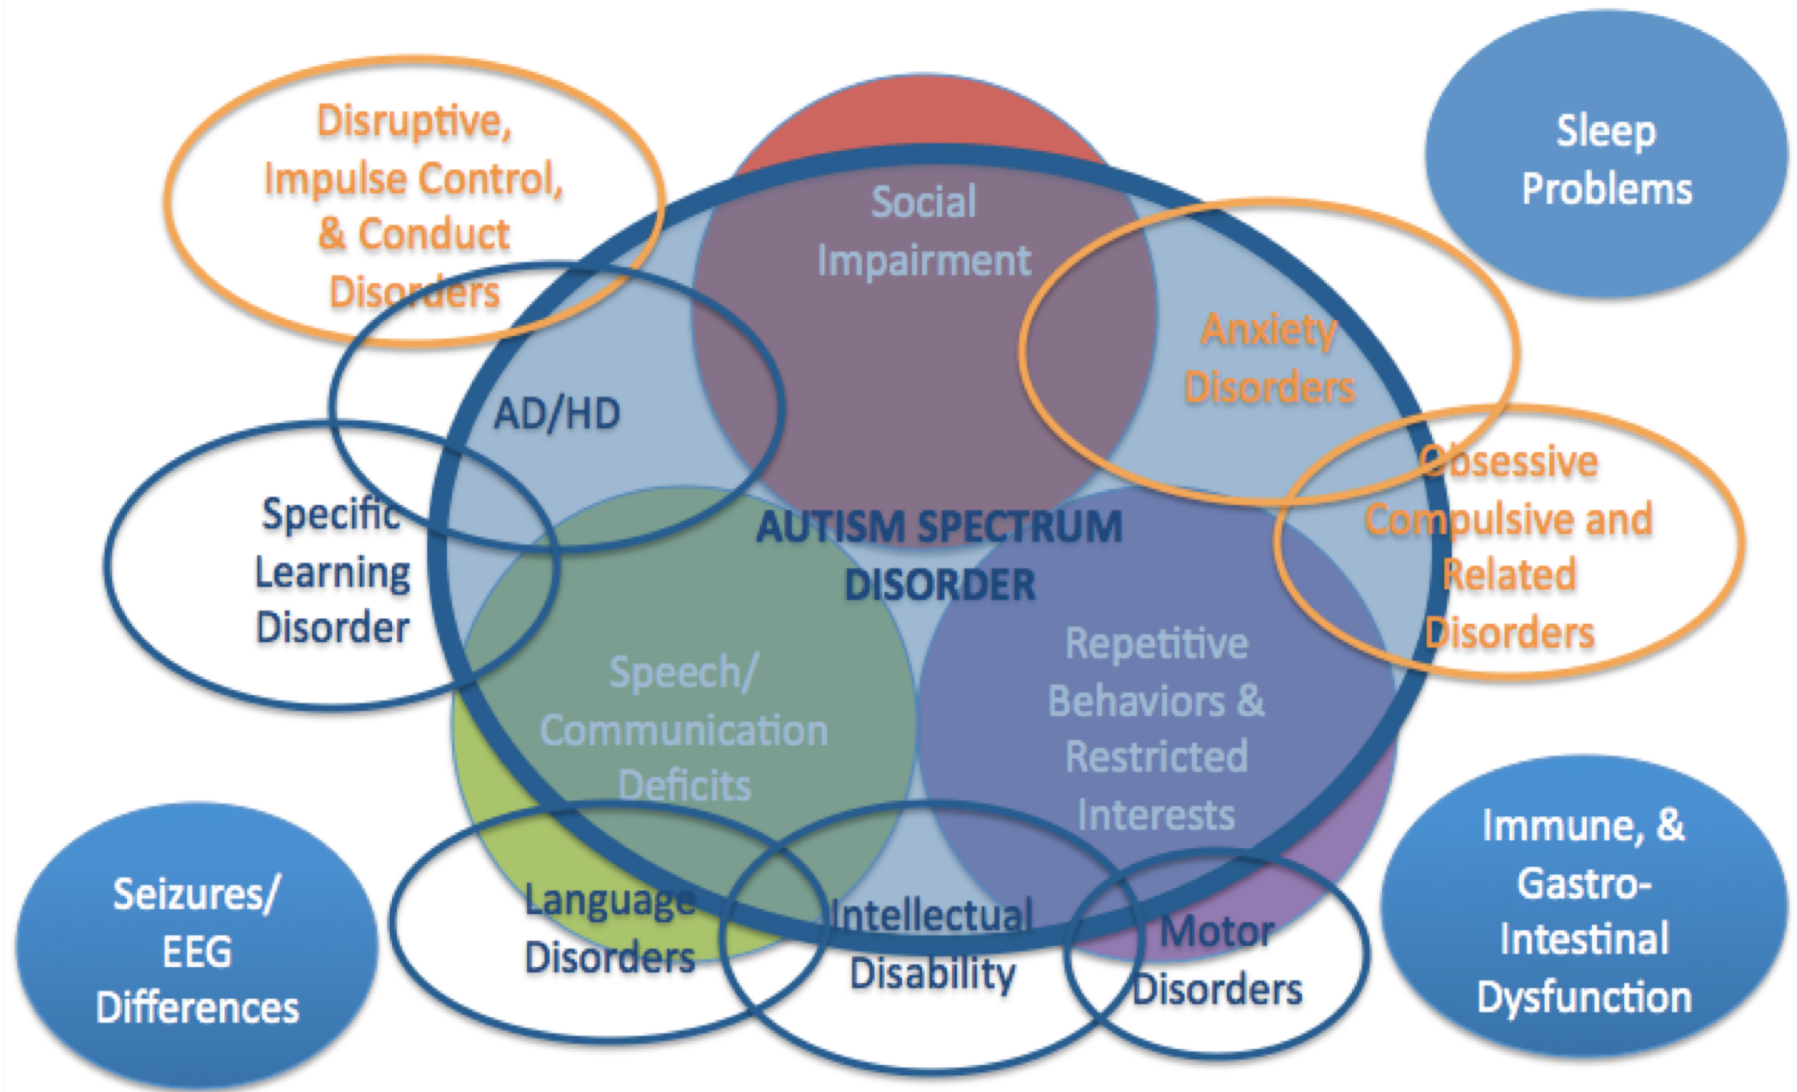 Disruptive,
Impulse Control,
& Conduct
Disorders
Social
Impairment
Sleep
Problems
Anxiety
Disorders
AD/HD
Obsessive
Compulsive and
Related
Disorders
Specific
Learning
Disorder
AUTISM SPECTRUM
DISORDER
Speech/
Communication
Deficits
Repetitive
Behaviors &
Restricted
Interests
Seizures/
EEG
Differences
Language
Disorders
Intellectual
Disability
Motor
Disorders
Immune, &
Gastro-
Intestinal
Dysfunction